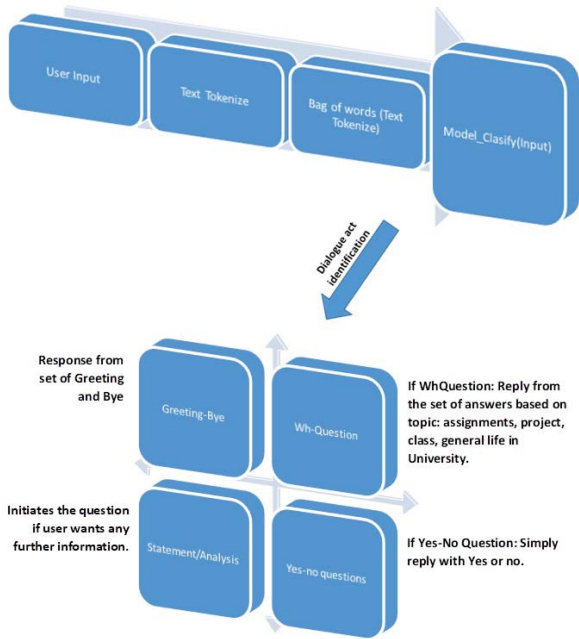 User Input
Text Tokenize
Bag of words (Text
Tokenize)
Model_Clasify(Input)
Dialogue act
identification
Response from
set of Greeting
and Bye
Greeting-Bye
Wh-Question
If WhQuestion: Reply from
the set of answers based on
topic: assignments, project,
class, general life in
University.
Initiates the question
if user wants any
further information.
Statement/Analysis
Yes-no questions
If Yes-No Question: Simply
reply with Yes or no.